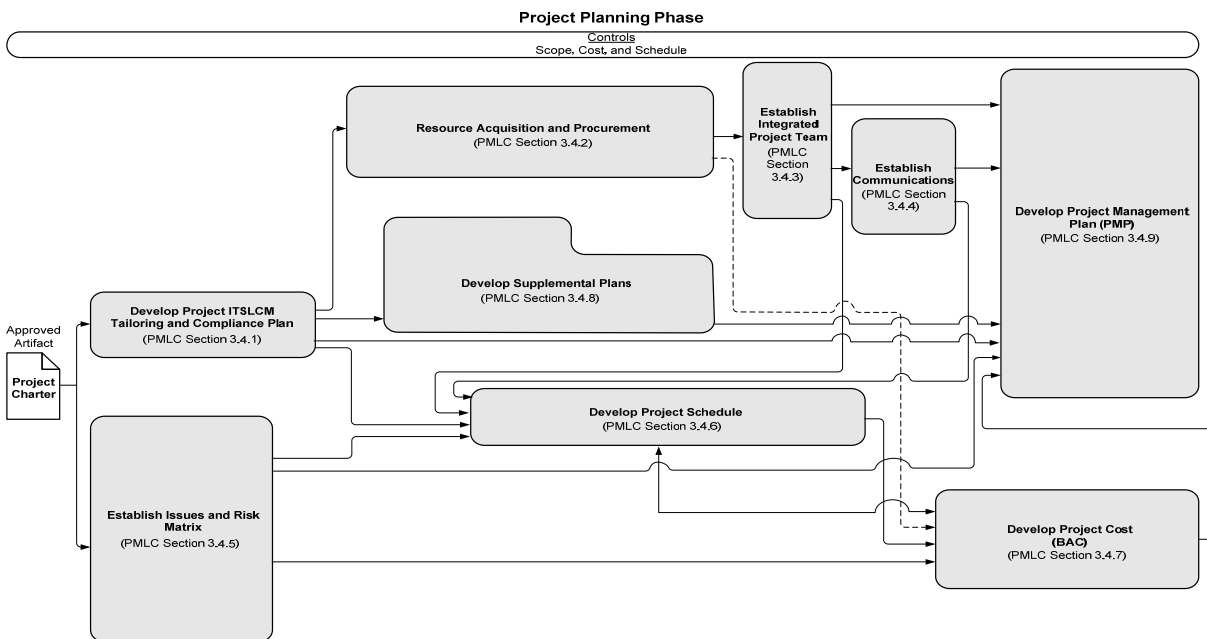 Project Planning Phase
Controls
Scope, Cost, and Schedule
Resource Acquisition and Procurement
(PMLC Section 3.4.2)
Establish
Integrated
Project Team
(PMLC
Section
3.4.3)
Establish
Communications
(PMLC Section
3.4.4)
Develop Project Management
Plan (PMP)
(PMLC Section 3.4.9)
Develop Supplemental Plans
(PMLC Section 3.4.8)
Develop Project ITSLCM
Tailoring and Compliance Plan
(PMLC Section 3.4.1)
Approved
Artifact
Project
Charter
Develop Project Schedule
(PMLC Section 3.4.6)
Establish Issues and Risk
Matrix
(PMLC Section 3.4.5)
Develop Project Cost
(BAC)
(PMLC Section 3.4.7)